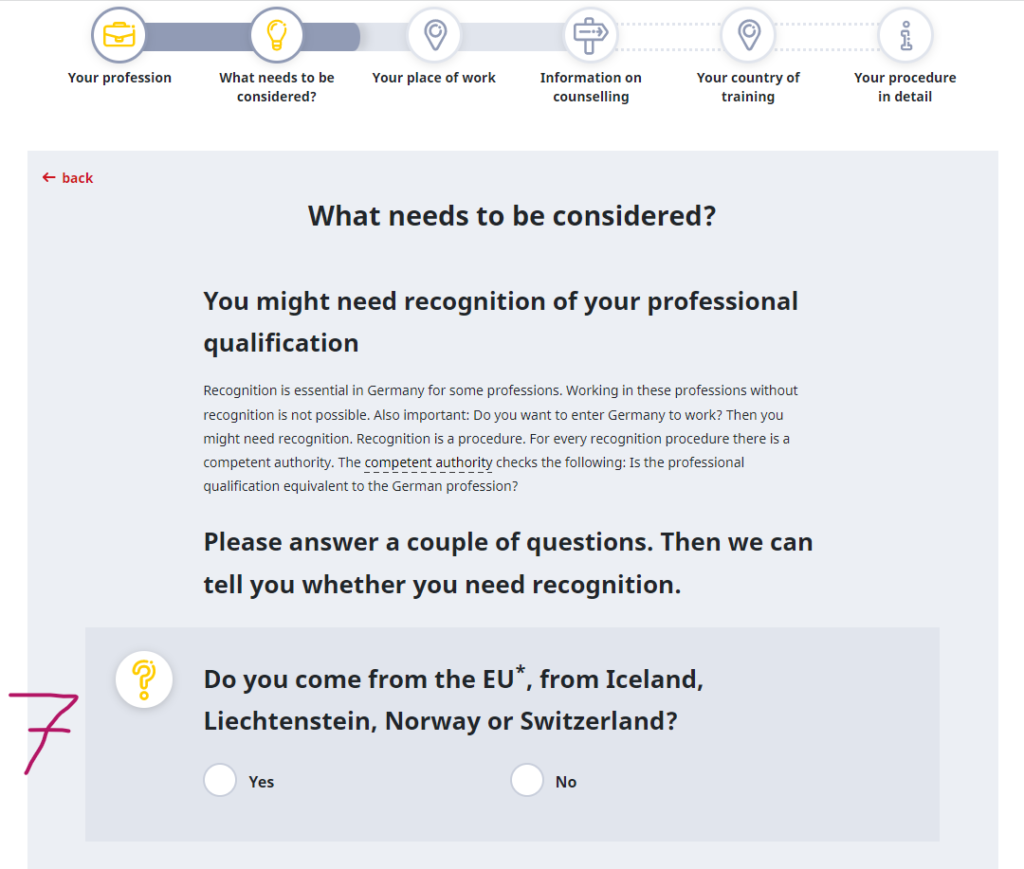 Your profession
What needs to be
considered?
Your place of work
Information on
counselling
Your country of
training
Your procedure
in detail
← back
What needs to be considered?
You might need recognition of your professional
qualification
Recognition is essential in Germany for some professions. Working in these professions without
recognition is not possible. Also important: Do you want to enter Germany to work? Then you
might need recognition. Recognition is a procedure. For every recognition procedure there is a
competent authority. The competent authority checks the following: Is the professional
qualification equivalent to the German profession?
Please answer a couple of questions. Then we can
tell you whether you need recognition.
7
Do you come from the EU*, from Iceland,
Liechtenstein, Norway or Switzerland?
Yes
No